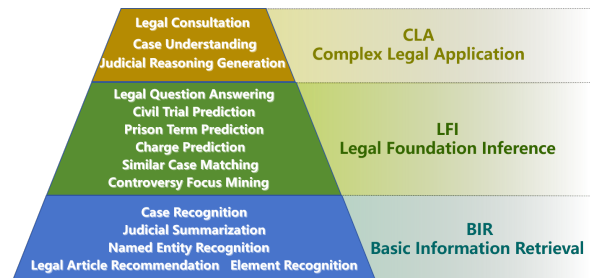 Legal Consultation
Case Understanding
Judicial Reasoning Generation
CLA
Complex Legal Application
Legal Question Answering
Civil Trial Prediction
Prison Term Prediction
Charge Prediction
Similar Case Matching
Controversy Focus Mining
LFI
Legal Foundation Inference
Case Recognition
Judicial Summarization
Named Entity Recognition
Legal Article Recommendation Element Recognition
BIR
Basic Information Retrieval